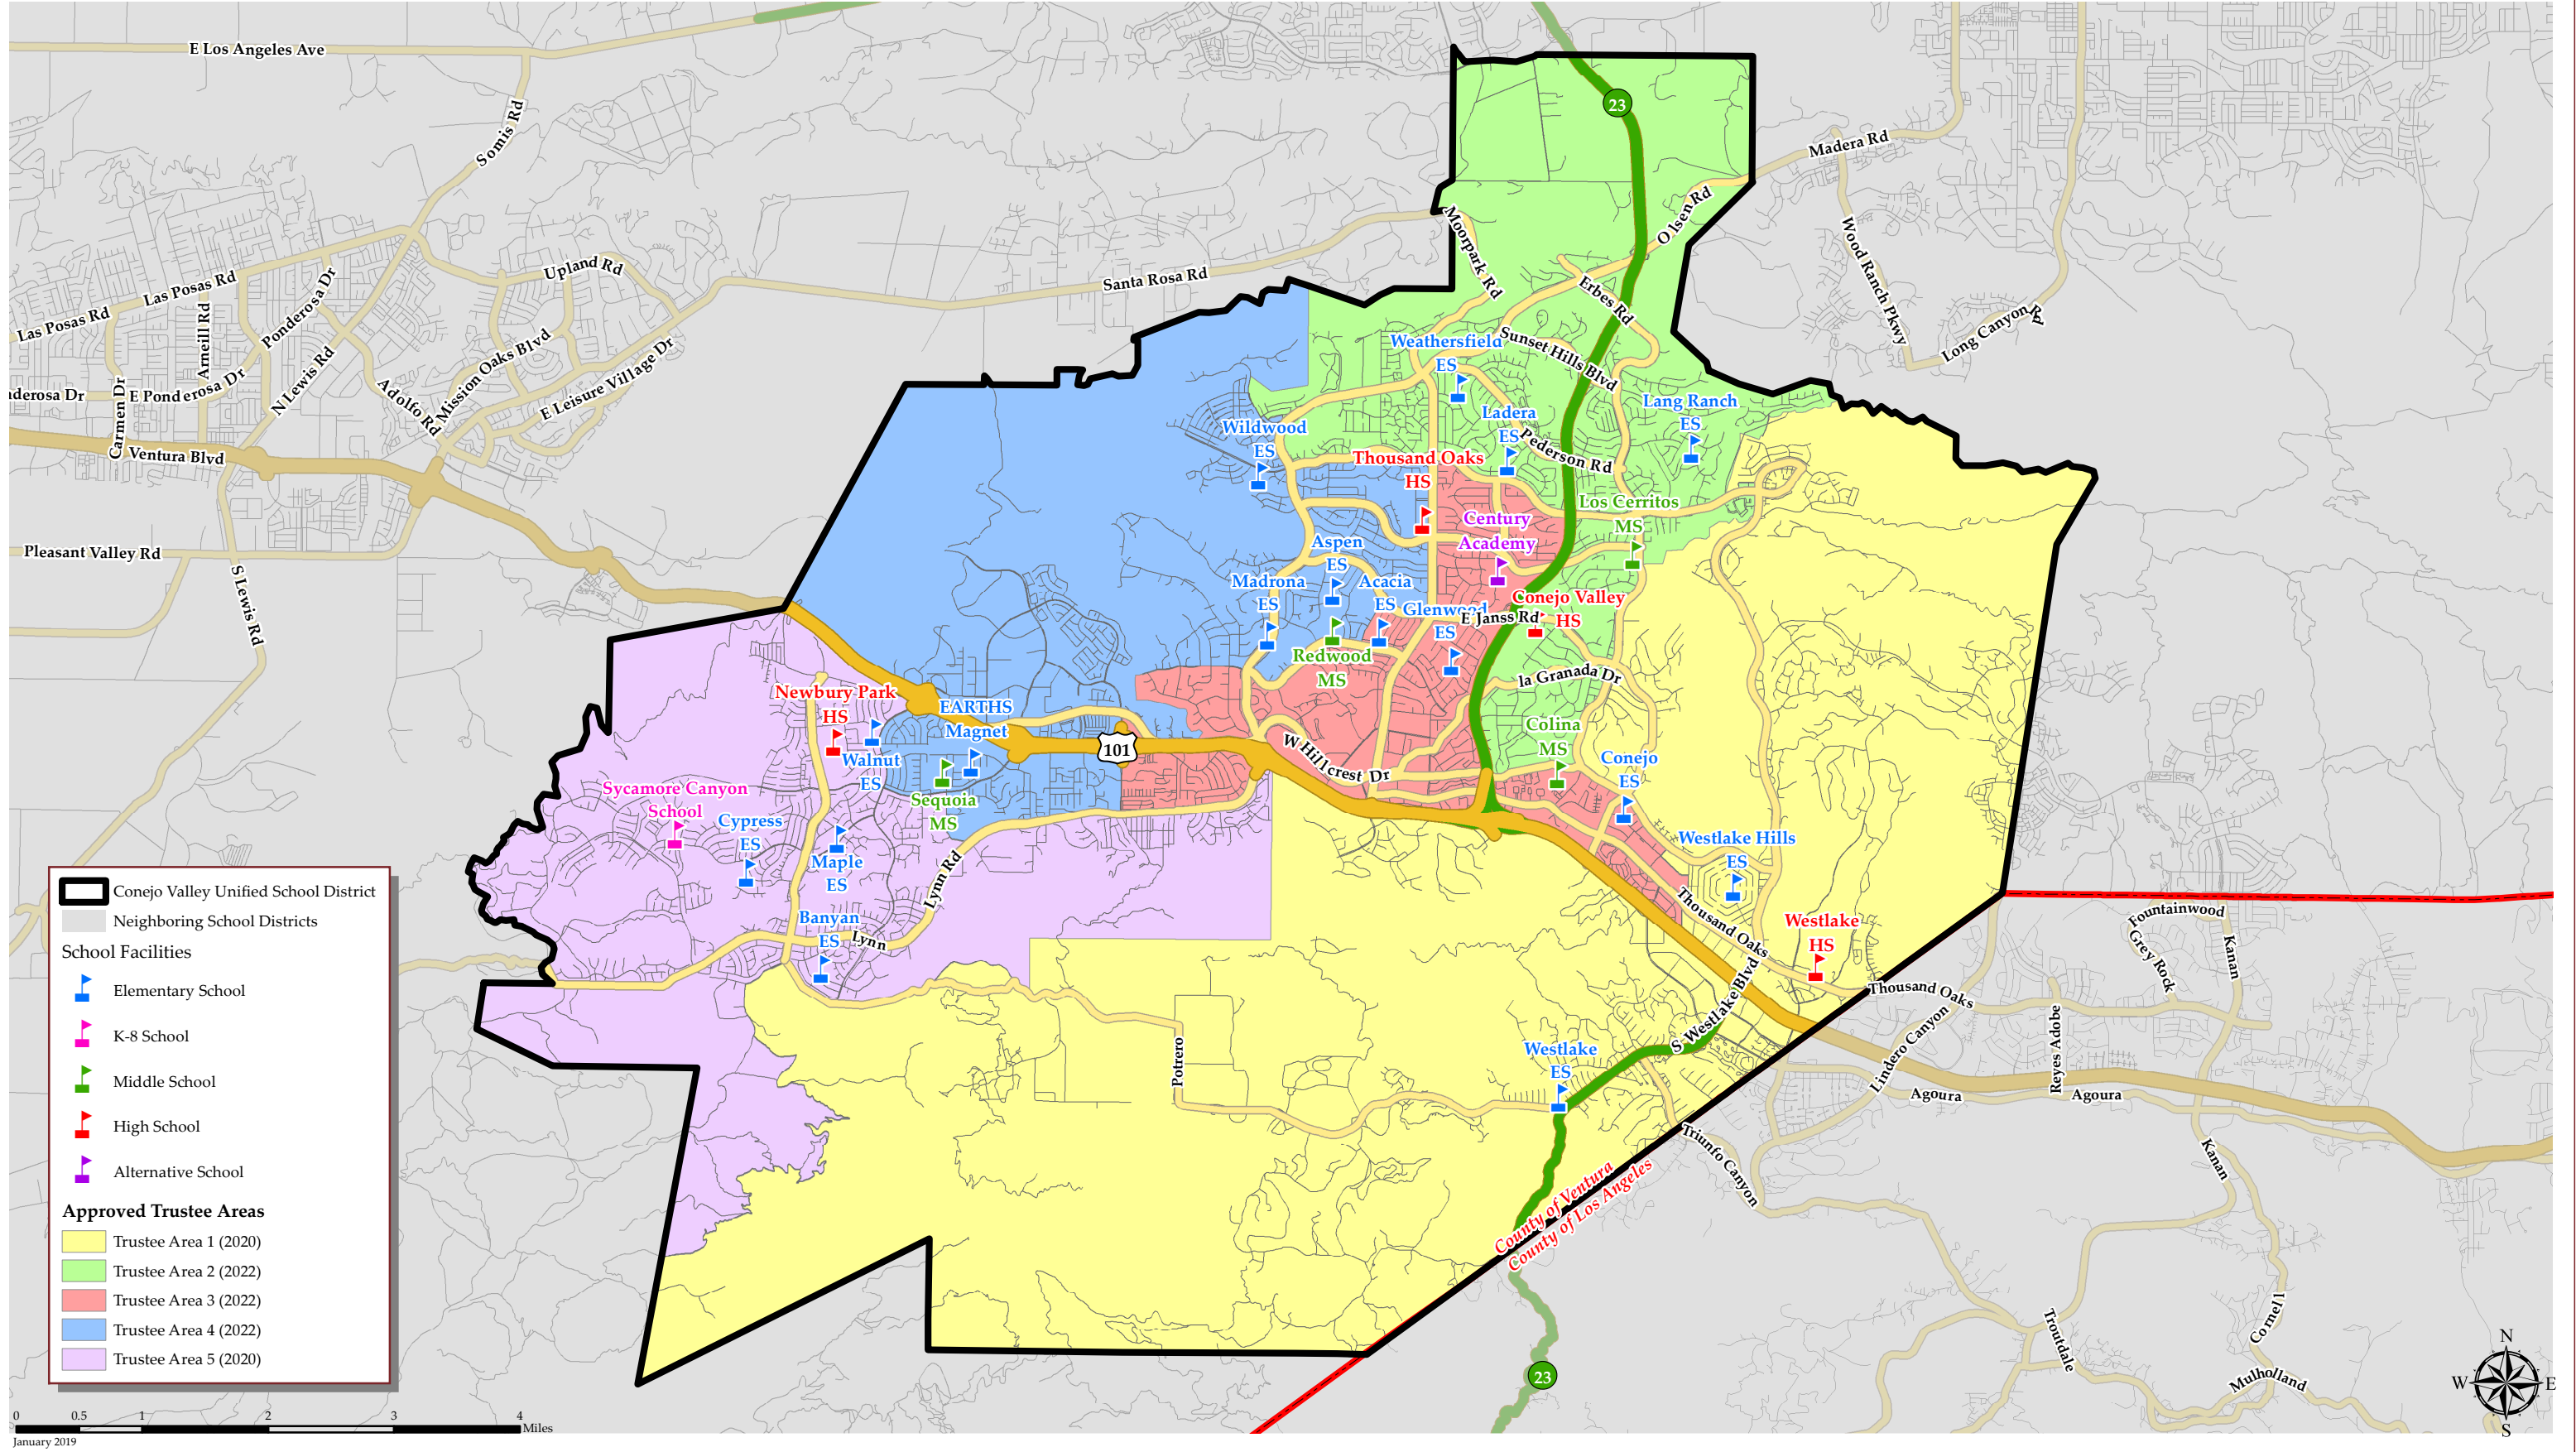 E Los Angeles Ave
Somis Rd
23
Madera Rd
Olsen Rd
Moorpark Rd
Wood Ranch Pkwy
Long Canyon Rd
Santa Rosa Rd
Upland Rd
Las Posas Rd
Las Posas Rd
Ponderosa Dr
Arneill Rd
N Lewis Rd
Mission Oaks Blvd
E Leisure Village Dr
Adolfo Rd
aderosa Dr
Carmen Dr
E Ponderosa Dr
Ventura Blvd
Pleasant Valley Rd
S Lewis Rd
Erbes Rd
Sunset Hills Blvd
Weathersfield
ES
Ladera
ES
Pederson Rd
Lang Ranch
ES
Wildwood
ES
Thousand Oaks
HS
Los Cerritos
MS
Century
Academy
Aspen
ES
Madrona
ES
Acacia
ES
Glenwood
ES
E Janss Rd
Conejo Valley
HS
Redwood
MS
la Granada Dr
Newbury Park
HS
EARTHS
Magnet
Walnut
ES
101
W Hillcrest Dr
Colina
MS
Conejo
ES
Sycamore Canyon
School
Cypress
ES
Sequoia
MS
Maple
ES
Lynn Rd
Banyan
ES
Lynn
Westlake Hills
ES
Thousand Oaks
Westlake
HS
S Westlake Blvd
Westlake
ES
Potrero
Fountainwood
Grey Rock
Kanan
Thousand Oaks
Lindero Canyon
Reyes Adobe
Agoura
Agoura
Triunfo Canyon
Kanan
County of Ventura
County of Los Angeles
Cornell
Troutdale
Mulholland
23
Conejo Valley Unified School District
Neighboring School Districts
School Facilities
Elementary School
K-8 School
Middle School
High School
Alternative School
Approved Trustee Areas
Trustee Area 1 (2020)
Trustee Area 2 (2022)
Trustee Area 3 (2022)
Trustee Area 4 (2022)
Trustee Area 5 (2020)
0 0.5 1 2 3 4
Miles
January 2019
N
W E
S